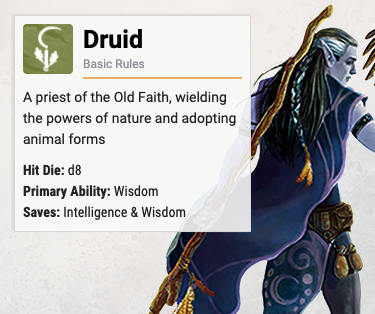 Druid
Basic Rules
A priest of the Old Faith, wielding
the powers of nature and adopting
animal forms
Hit Die: d8
Primary Ability: Wisdom
Saves: Intelligence & Wisdom